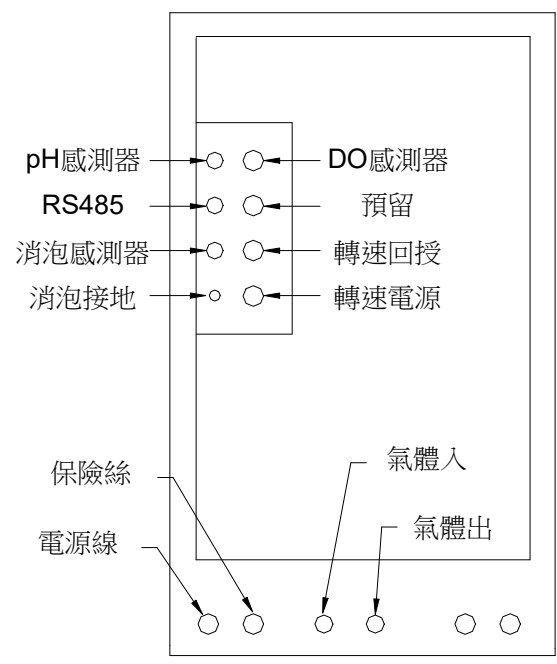 pH感測器 DO感測器
RS485 預留
消泡感測器 轉速回授
消泡接地 轉速電源
保險絲 氣體入
電源線 氣體出